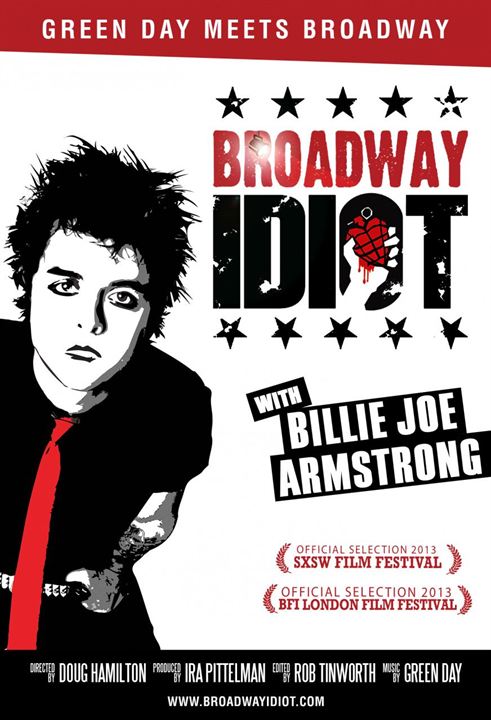 GREEN DAY MEETS BROADWAY
BROADWAY
IDIOT
WITH
BILLIE JOE
ARMSTRONG
OFFICIAL SELECTION 2013
SXSW FILM FESTIVAL
OFFICIAL SELECTION 2013
BFI LONDON FILM FESTIVAL
DIRECTED BY DOUG HAMILTON PRODUCED BY IRA PITTELMAN EDITED BY ROB TINWORTH MUSIC BY GREEN DAY
WWW.BROADWAYIDIOT.COM